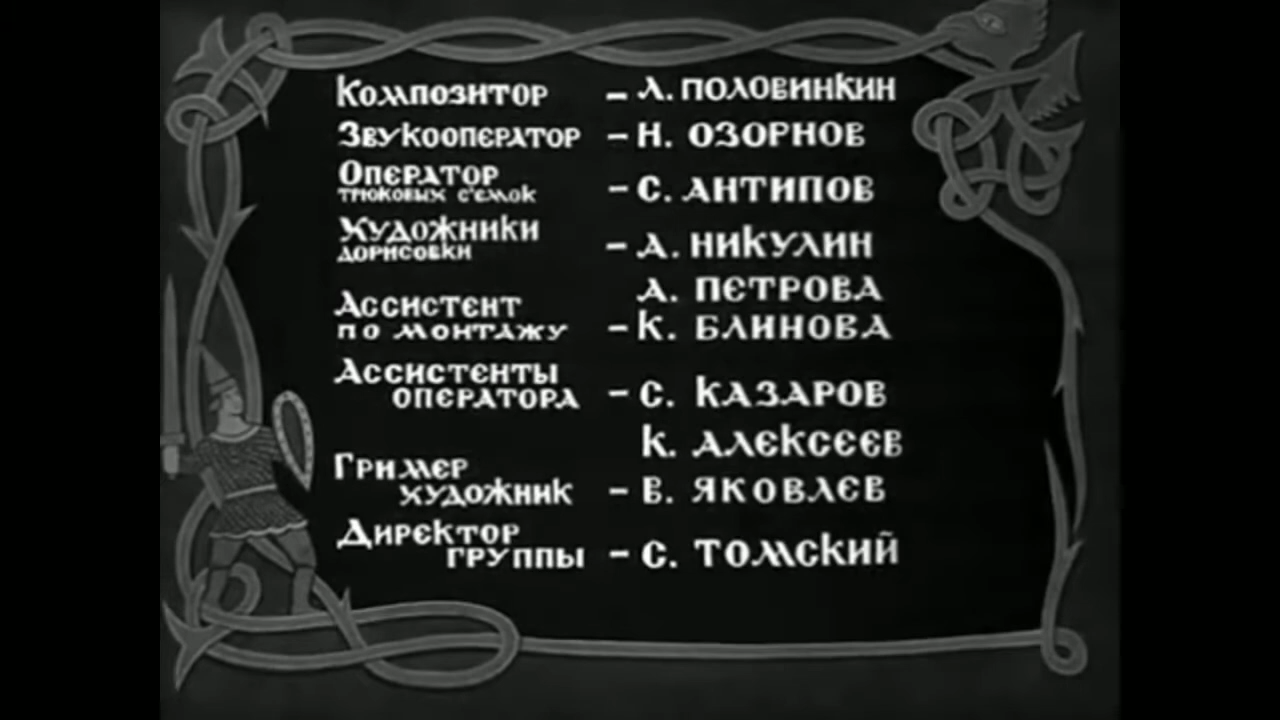 Композитор – Л. ПОЛОВИНКИН
Звукооператор – Н. ОЗОРНОВ
Оператор
трюковых с'емок – С. АНТИПОВ
Художники
дорисовки – А. НИКУЛИН
А. ПЕТРОВА
Ассистент
по монтажу – К. БЛИНОВА
Ассистенты
оператора – С. КАЗАРОВ
К. АЛЕКСЕЕВ
Гример
художник – В. ЯКОВЛЕВ
Директор
группы – С. ТОМСКИЙ